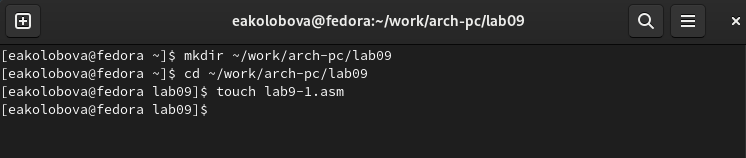 eakolobova@fedora:~/work/arch-pc/lab09
[eakolobova@fedora ~]$ mkdir ~/work/arch-pc/lab09
[eakolobova@fedora ~]$ cd ~/work/arch-pc/lab09
[eakolobova@fedora lab09]$ touch lab9-1.asm
[eakolobova@fedora lab09]$